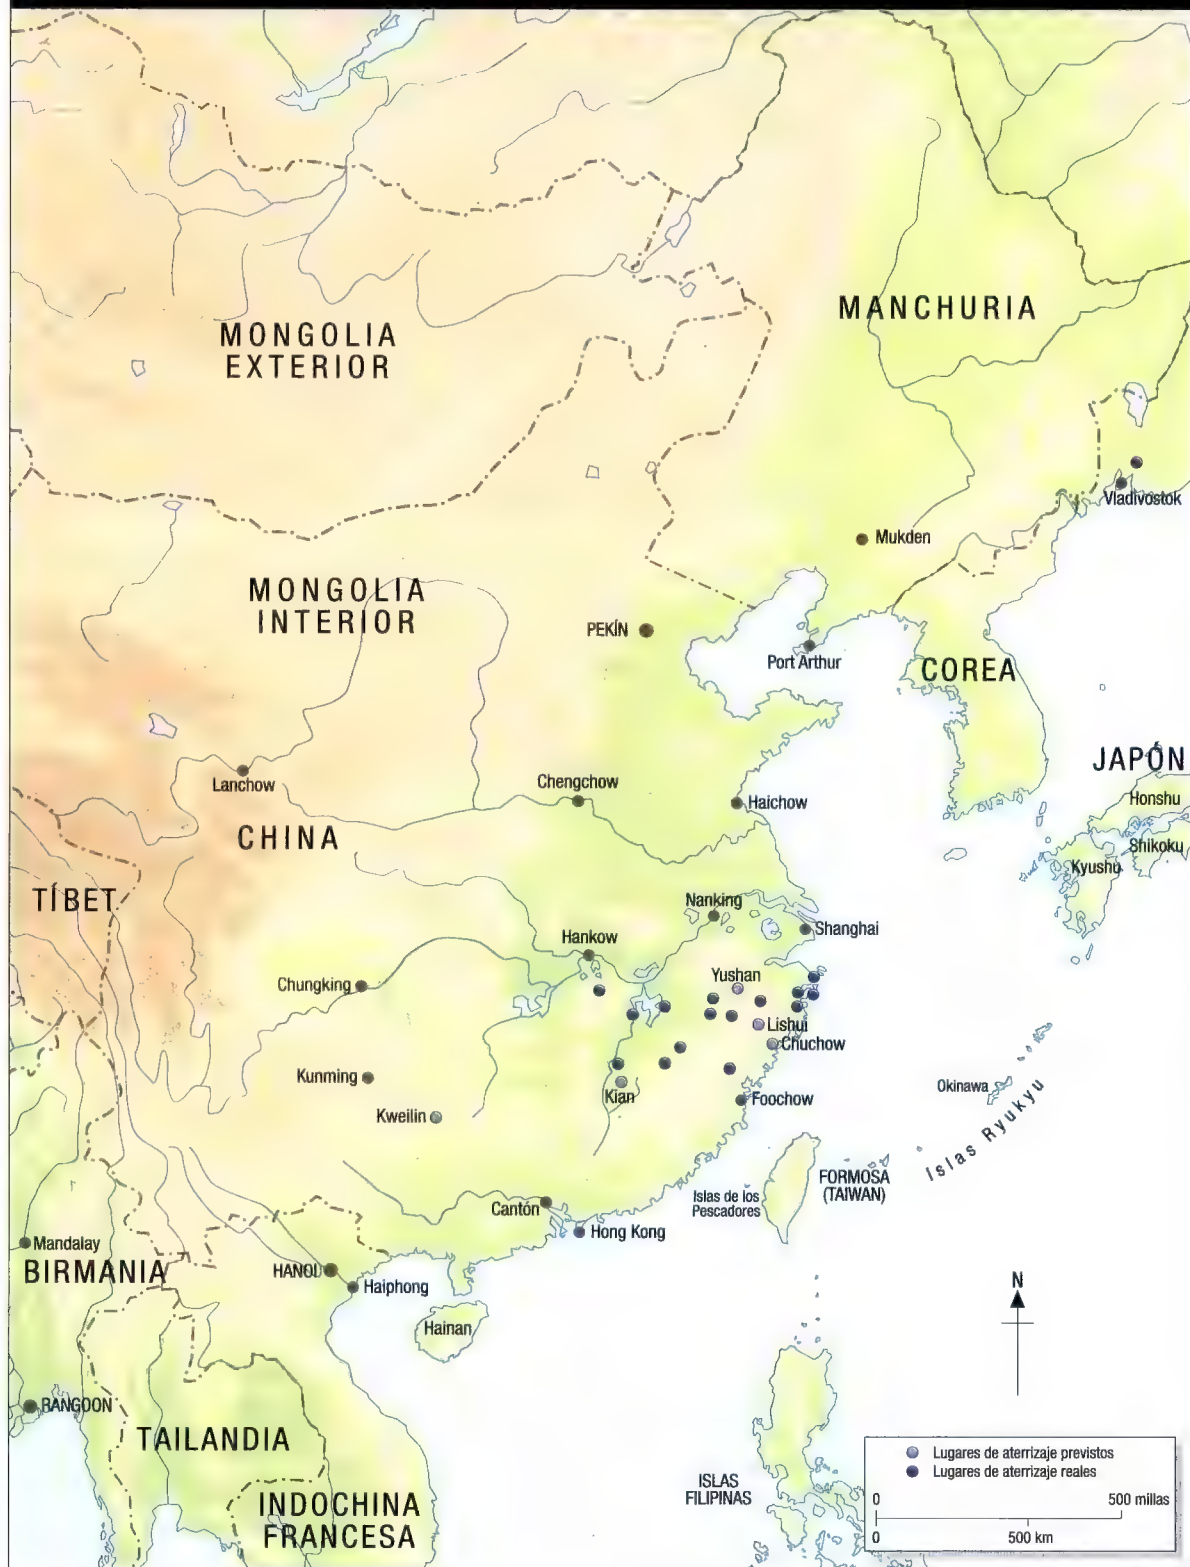 MANCHURIA
MONGOLIA
EXTERIOR
Vladivostok
Mukden
MONGOLIA
INTERIOR
PEKÍN
Port Arthur
COREA
JAPÓN
Lanchow
Chengchow
Haichow
Honshu
CHINA
Shikoku
Kyushu
TÍBET
Nanking
Shanghai
Hankow
Yushan
Chungking
Lishui
Chuchow
Kunming
Kian
Okinawa
Foochow
Kweilin
Islas Ryukyu
FORMOSA
(TAIWAN)
Islas de los
Pescadores
Cantón
Hong Kong
Mandalay
BIRMANIA
HANOI
Haiphong
N
Hainan
RANGOON
TAILANDIA
Lugares de aterrizaje previstos
Lugares de aterrizaje reales
ISLAS
FILIPINAS
0 500 millas
0 500 km
INDOCHINA
FRANCESA